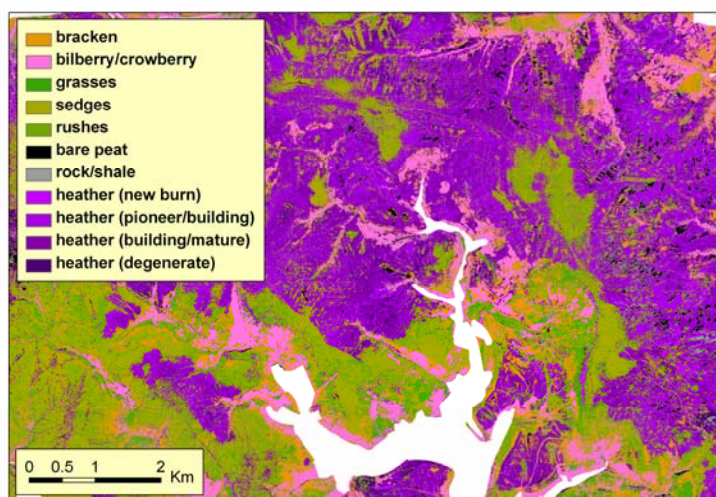 bracken
bilberry/crowberry
grasses
sedges
rushes
bare peat
rock/shale
heather (new burn)
heather (pioneer/building)
heather (building/mature)
heather (degenerate)
0 0.5 1 2
Km